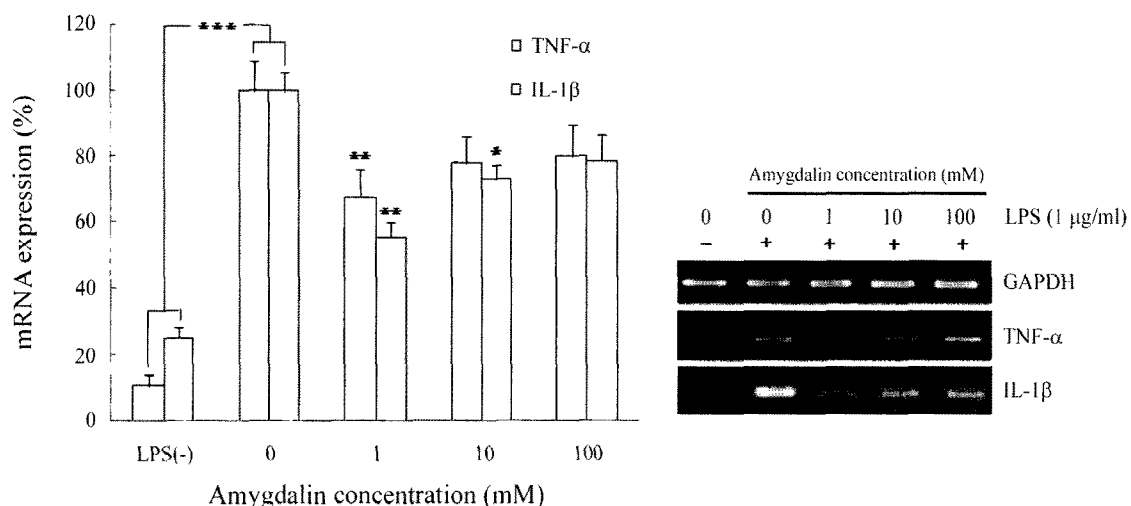 120
100
80
60
40
20
0
mRNA expression (%)
***
**
**
*
TNF-α
IL-1β
LPS(-) 0 1 10 100
Amygdalin concentration (mM)
Amygdalin concentration (mM)
0 0 1 10 100 LPS (1 μg/ml)
− + + + +
GAPDH
TNF-α
IL-1β